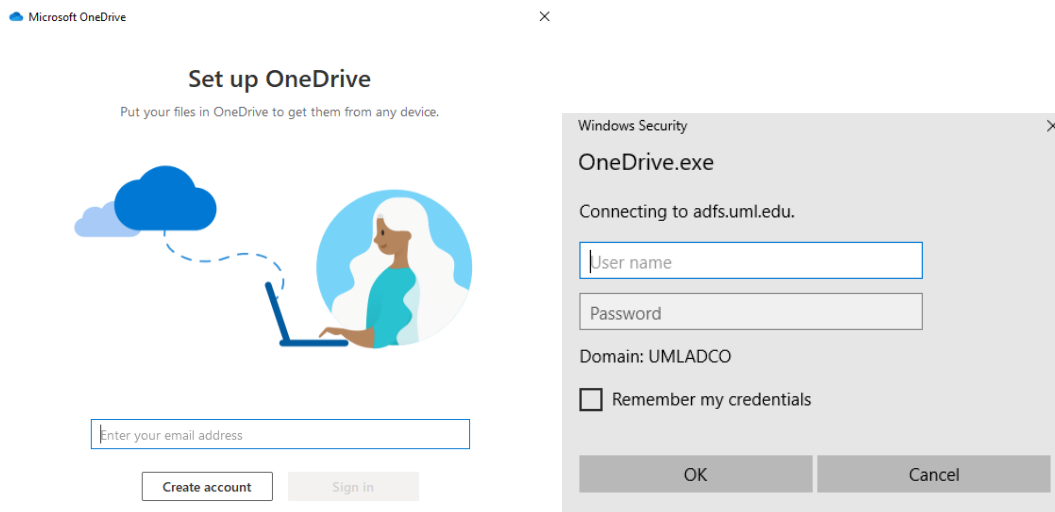 Microsoft OneDrive
Set up OneDrive
Put your files in OneDrive to get them from any device.
Enter your email address
Create account
Sign in
Windows Security
OneDrive.exe
Connecting to adfs.uml.edu.
User name
Password
Domain: UMLADCO
Remember my credentials
OK
Cancel